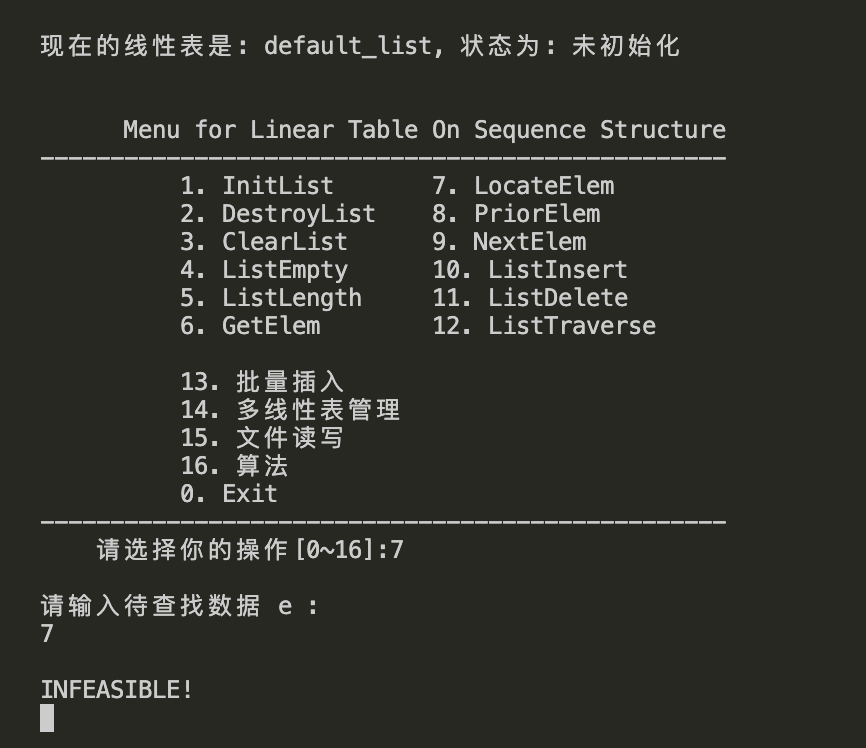 现在的线性表是: default_list, 状态为: 未初始化
Menu for Linear Table On Sequence Structure
-------------------------------------------------
1. InitList 7. LocateElem
2. DestroyList 8. PriorElem
3. ClearList 9. NextElem
4. ListEmpty 10. ListInsert
5. ListLength 11. ListDelete
6. GetElem 12. ListTraverse
13. 批量插入
14. 多线性表管理
15. 文件读写
16. 算法
0. Exit
-------------------------------------------------
请选择你的操作[0~16]:7
请输入待查找数据 e :
7
INFEASIBLE!